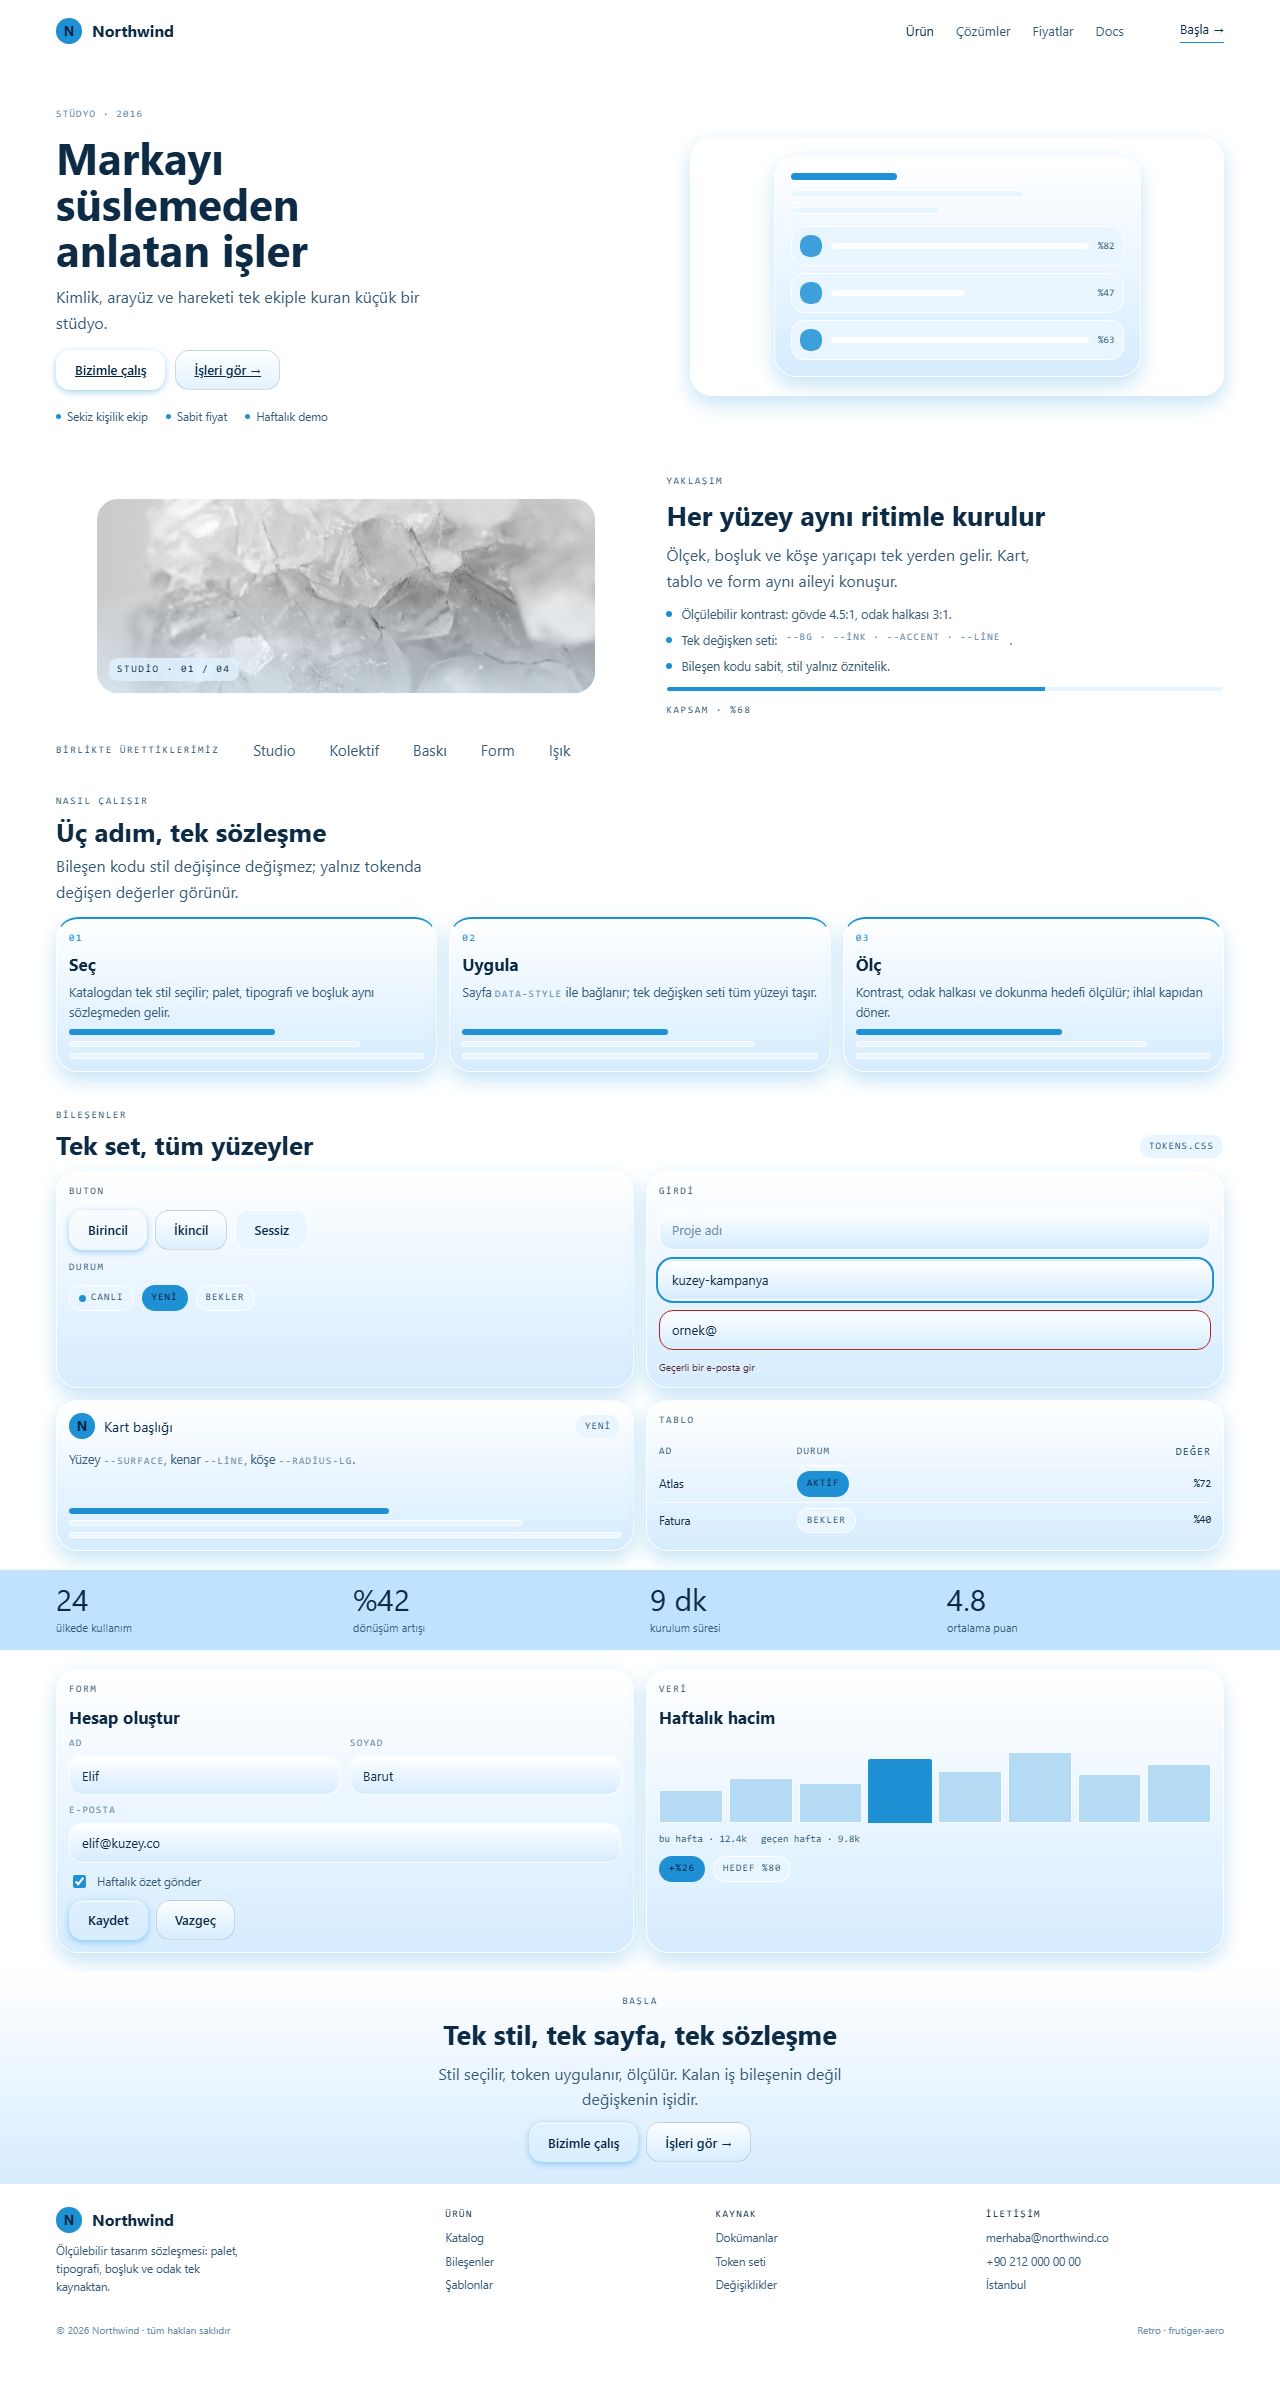 N Northwind
Ürün Çözümler Fiyatlar Docs Başla →
STÜDYO · 2016
Markayı
süslemeden
anlatan işler
Kimlik, arayüz ve hareketi tek ekiple kuran küçük bir
stüdyo.
Bizimle çalış İşleri gör →
Sekiz kişilik ekip Sabit fiyat Haftalık demo
%82
%47
%63
STUDİO · 01 / 04
YAKLAŞIM
Her yüzey aynı ritimle kurulur
Ölçek, boşluk ve köşe yarıçapı tek yerden gelir. Kart,
tablo ve form aynı aileyi konuşur.
Ölçülebilir kontrast: gövde 4.5:1, odak halkası 3:1.
Tek değişken seti: --BG · --İNK · --ACCENT · --LİNE .
Bileşen kodu sabit, stil yalnız öznitelik.
KAPSAM · %68
BİRLİKTE ÜRETTİKLERİMİZ Studio Kolektif Baskı Form Işık
NASIL ÇALIŞIR
Üç adım, tek sözleşme
Bileşen kodu stil değişince değişmez; yalnız tokenda
değişen değerler görünür.
01
Seç
Katalogdan tek stil seçilir; palet, tipografi ve boşluk aynı
sözleşmeden gelir.
02
Uygula
Sayfa DATA-STYLE ile bağlanır; tek değişken seti tüm yüzeyi taşır.
03
Ölç
Kontrast, odak halkası ve dokunma hedefi ölçülür; ihlal kapıdan
döner.
BİLEŞENLER
Tek set, tüm yüzeyler
TOKENS.CSS
BUTON
Birincil İkincil Sessiz
DURUM
CANLI YENİ BEKLER
GİRDİ
Proje adı
kuzey-kampanya
ornek@
Geçerli bir e-posta gir
N Kart başlığı YENİ
Yüzey --SURFACE, kenar --LİNE, köşe --RADİUS-LG.
TABLO
AD DURUM DEĞER
Atlas AKTİF %72
Fatura BEKLER %40
24 %42 9 dk 4.8
ülkede kullanım dönüşüm artışı kurulum süresi ortalama puan
FORM
Hesap oluştur
AD SOYAD
Elif Barut
E-POSTA
elif@kuzey.co
Haftalık özet gönder
Kaydet Vazgeç
VERİ
Haftalık hacim
bu hafta · 12.4k geçen hafta · 9.8k
+%26 HEDEF %80
BAŞLA
Tek stil, tek sayfa, tek sözleşme
Stil seçilir, token uygulanır, ölçülür. Kalan iş bileşenin değil
değişkenin işidir.
Bizimle çalış İşleri gör →
N Northwind
Ölçülebilir tasarım sözleşmesi: palet,
tipografi, boşluk ve odak tek
kaynaktan.
ÜRÜN
Katalog
Bileşenler
Şablonlar
KAYNAK
Dokümanlar
Token seti
Değişiklikler
İLETİŞİM
merhaba@northwind.co
+90 212 000 00 00
İstanbul
© 2026 Northwind · tüm hakları saklıdır
Retro · frutiger-aero